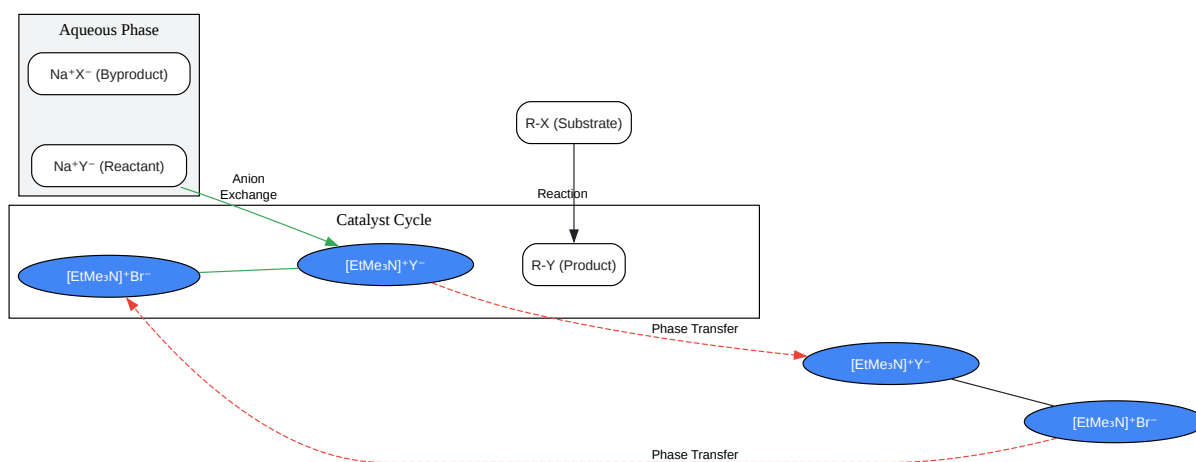 Aqueous Phase
Na⁺X⁻ (Byproduct)
R-X (Substrate)
Na⁺Y⁻ (Reactant)
Anion
Exchange
Reaction
Catalyst Cycle
[EtMe₃N]⁺Br⁻
[EtMe₃N]⁺Y⁻
R-Y (Product)
Phase Transfer
[EtMe₃N]⁺Y⁻
[EtMe₃N]⁺Br⁻
Phase Transfer